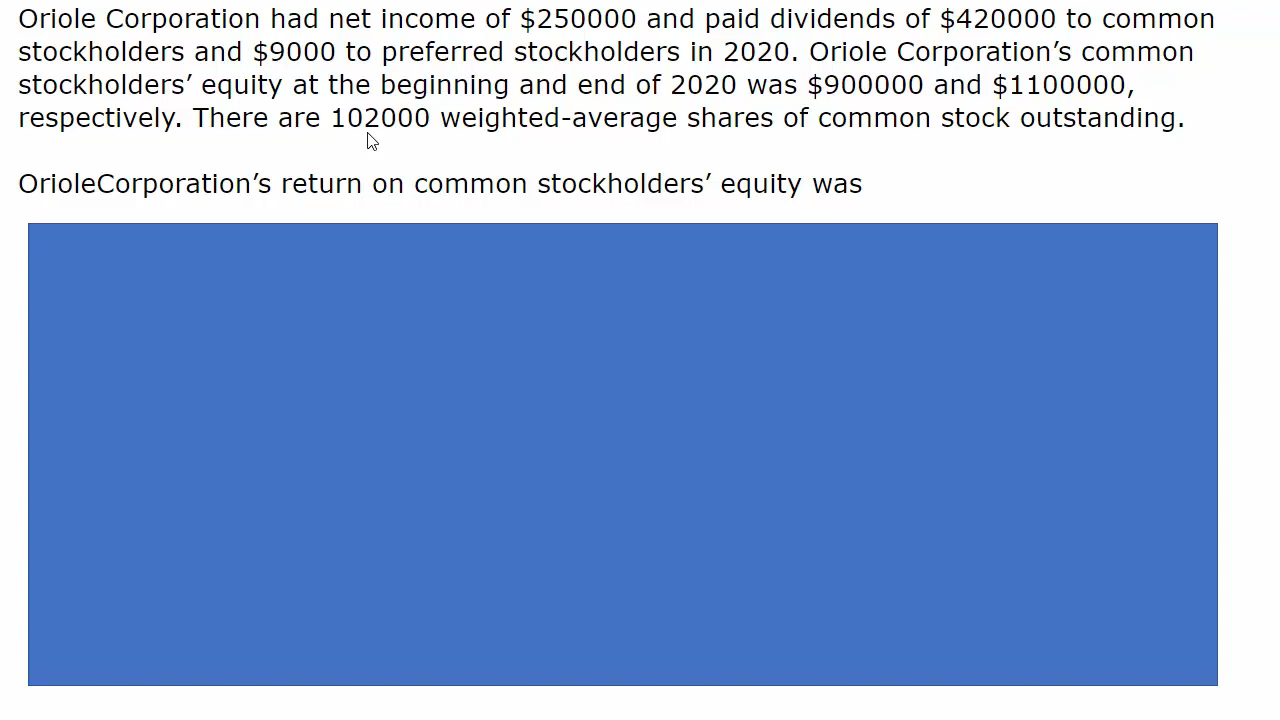 Oriole Corporation had net income of $250000 and paid dividends of $420000 to common
stockholders and $9000 to preferred stockholders in 2020. Oriole Corporation’s common
stockholders’ equity at the beginning and end of 2020 was $900000 and $1100000,
respectively. There are 102000 weighted-average shares of common stock outstanding.
OrioleCorporation’s return on common stockholders’ equity was